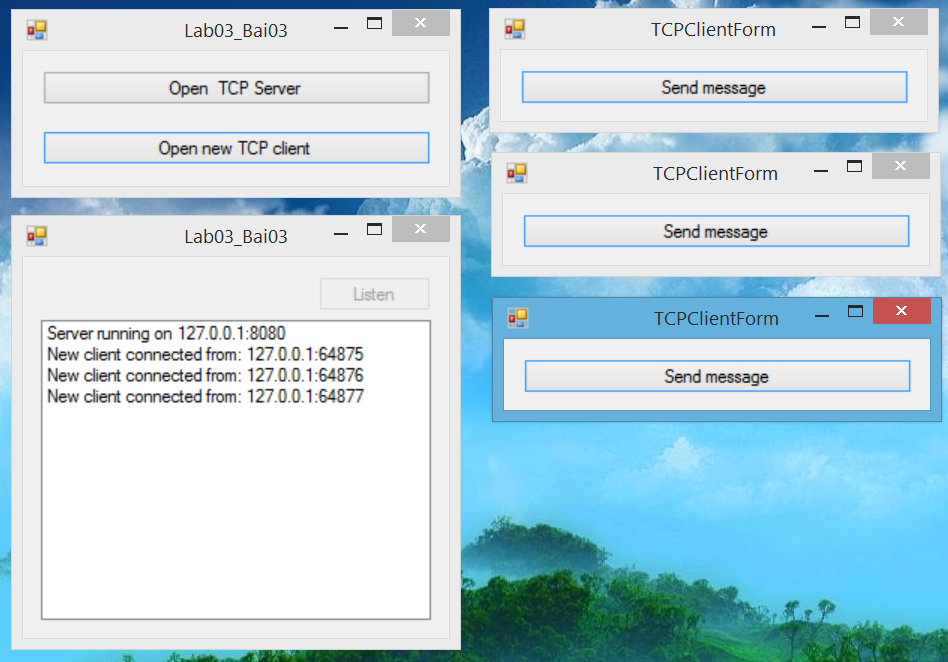 Lab03_Bai03
Open  TCP Server
Open new TCP client
Lab03_Bai03
Listen
Server running on 127.0.0.1:8080
New client connected from: 127.0.0.1:64875
New client connected from: 127.0.0.1:64876
New client connected from: 127.0.0.1:64877
TCPClientForm
Send message
TCPClientForm
Send message
TCPClientForm
Send message